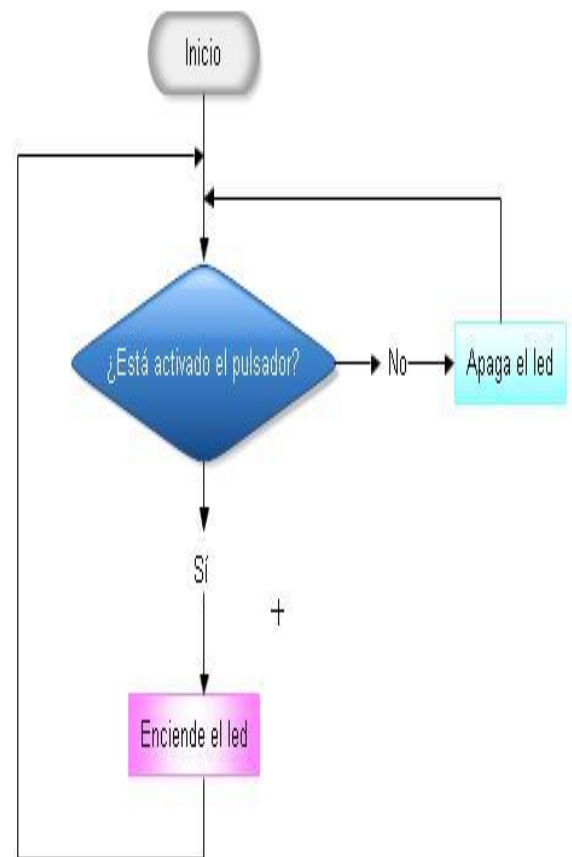 Inicio
¿Está activado el pulsador?
No
Apaga el led
Sí
Enciende el led